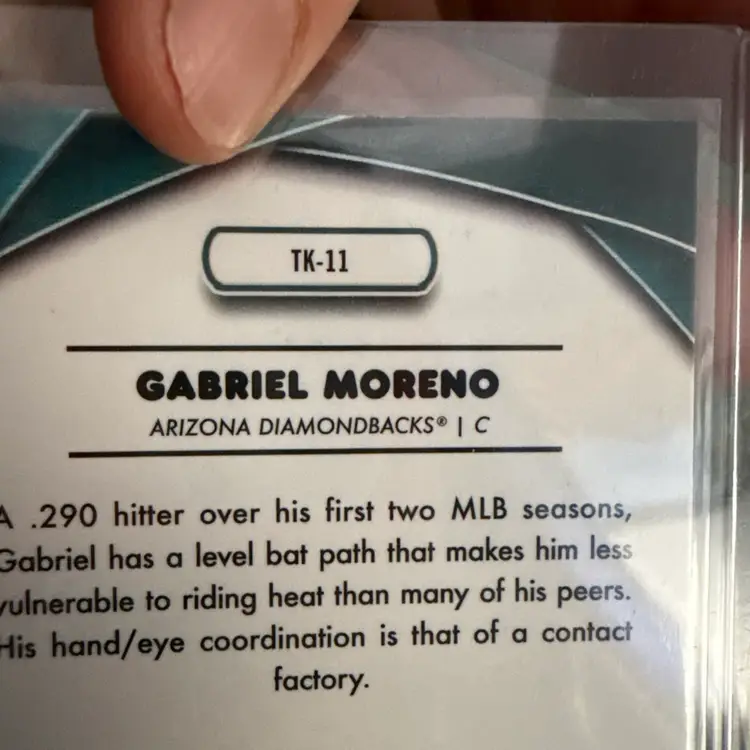 TK-11
GABRIEL MORENO
ARIZONA DIAMONDBACKS® | C
A .290 hitter over his first two MLB seasons,
Gabriel has a level bat path that makes him less
vulnerable to riding heat than many of his peers.
His hand/eye coordination is that of a contact
factory.